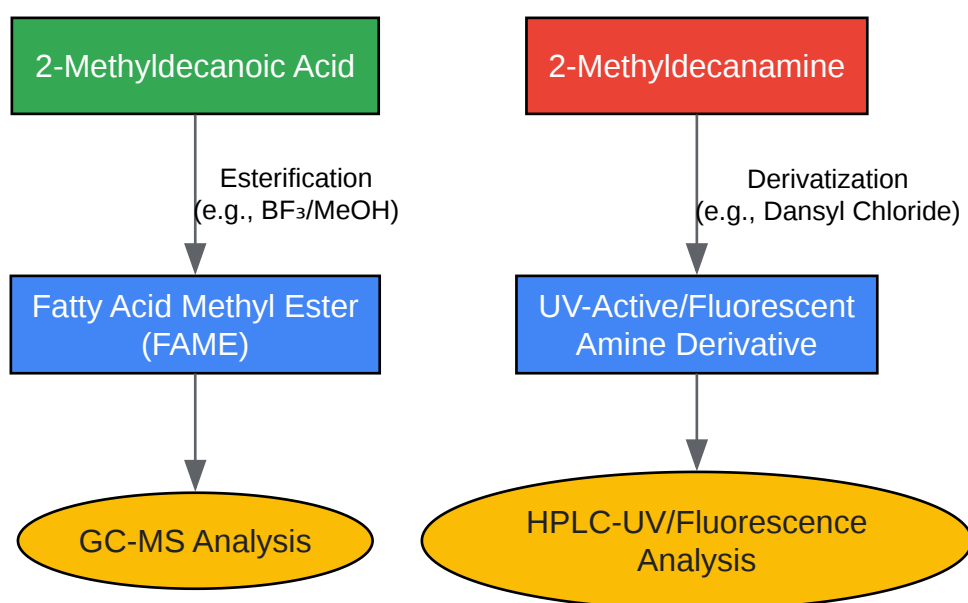 2-Methyldecanoic Acid
2-Methyldecanamine
Esterification
(e.g., BF₃/MeOH)
Derivatization
(e.g., Dansyl Chloride)
Fatty Acid Methyl Ester
(FAME)
UV-Active/Fluorescent
Amine Derivative
GC-MS Analysis
HPLC-UV/Fluorescence
Analysis